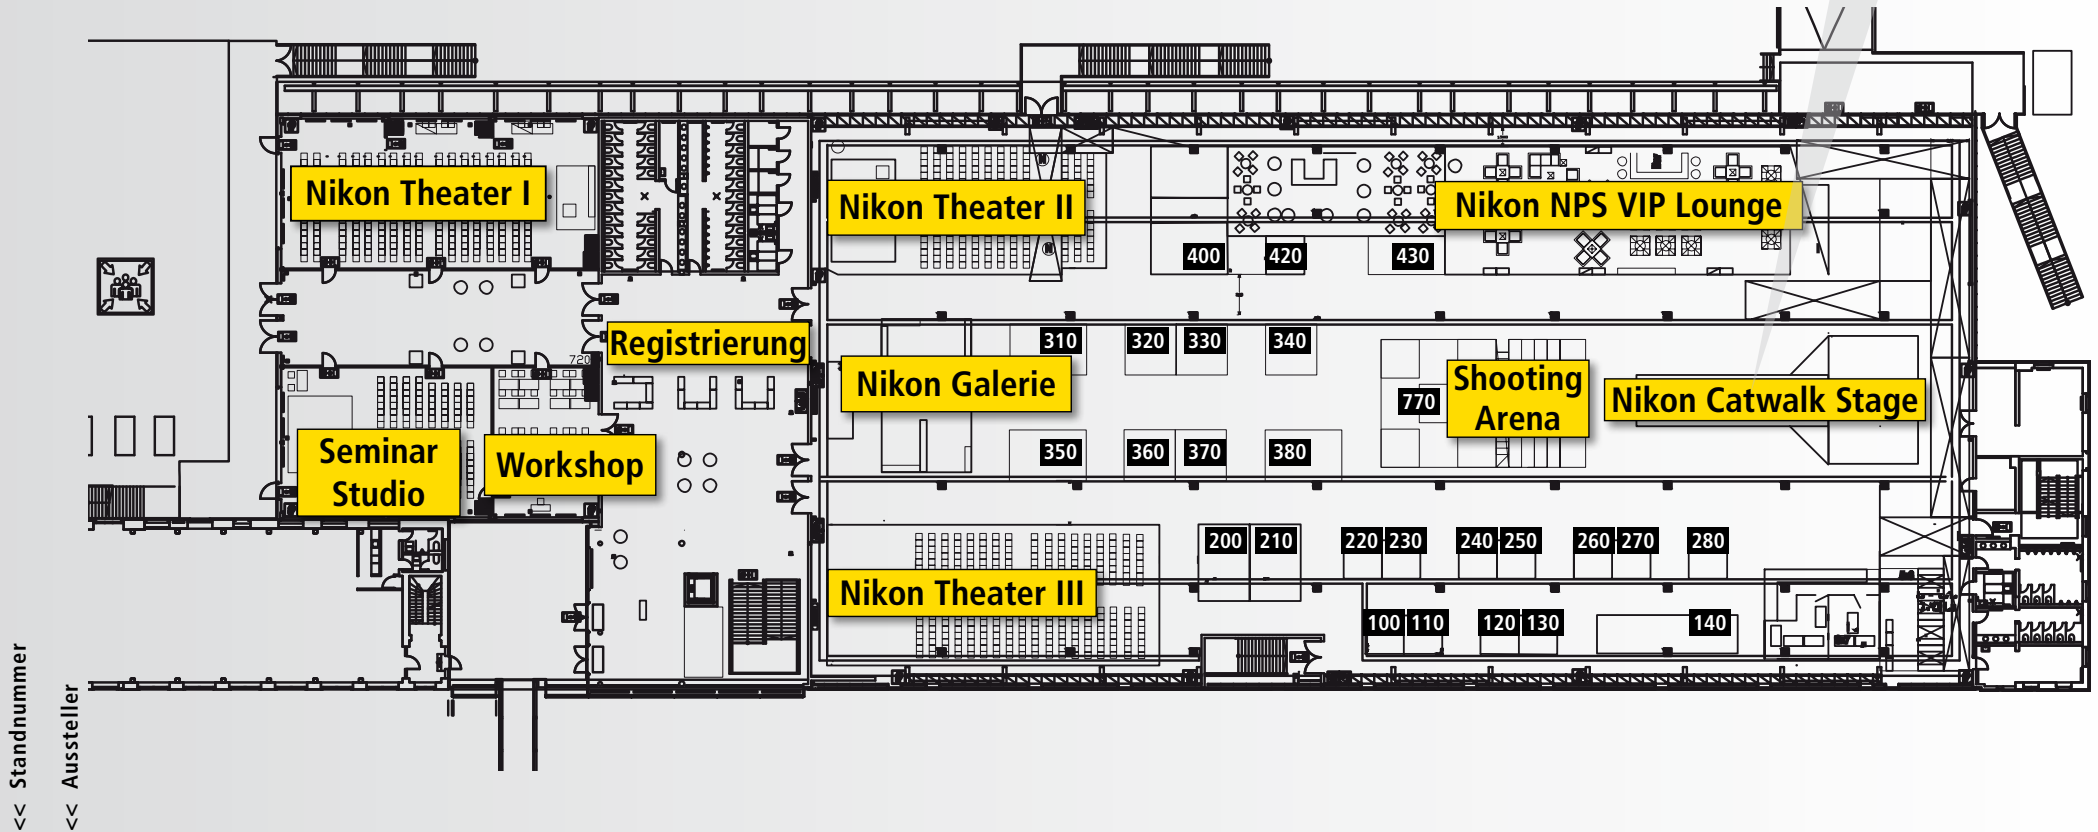 Nikon Theater I
Nikon Theater II
Nikon NPS VIP Lounge
400
420
430
Registrierung
310
320
330
340
720
Nikon Galerie
Shooting
Arena
770
Nikon Catwalk Stage
Seminar
Studio
Workshop
350
360
370
380
200
210
220
230
240
250
260
270
280
Nikon Theater III
100
110
120
130
140
<< Standnummer
<< Aussteller